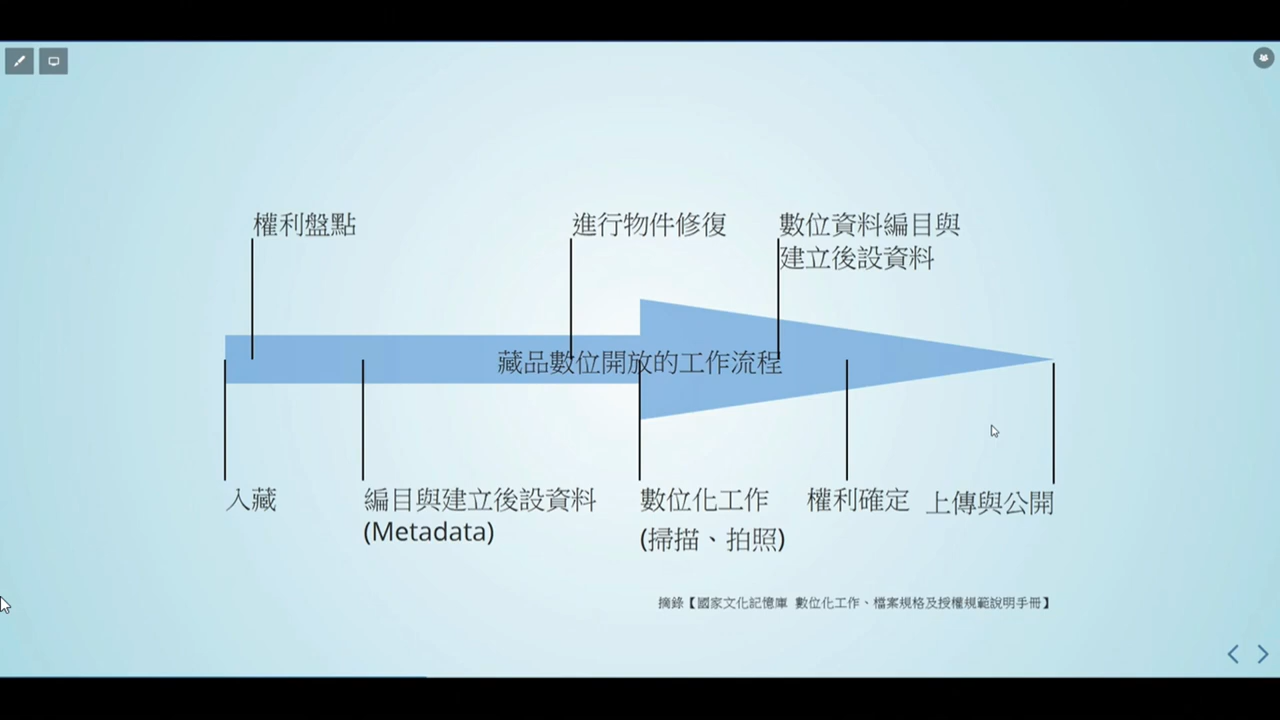 權利盤點
進行物件修復
數位資料編目與
建立後設資料
藏品數位開放的工作流程
入藏
編目與建立後設資料
(Metadata)
數位化工作
(掃描、拍照)
權利確定
上傳與公開
摘錄【國家文化記憶庫 數位化工作、檔案規格及授權規範說明手冊】